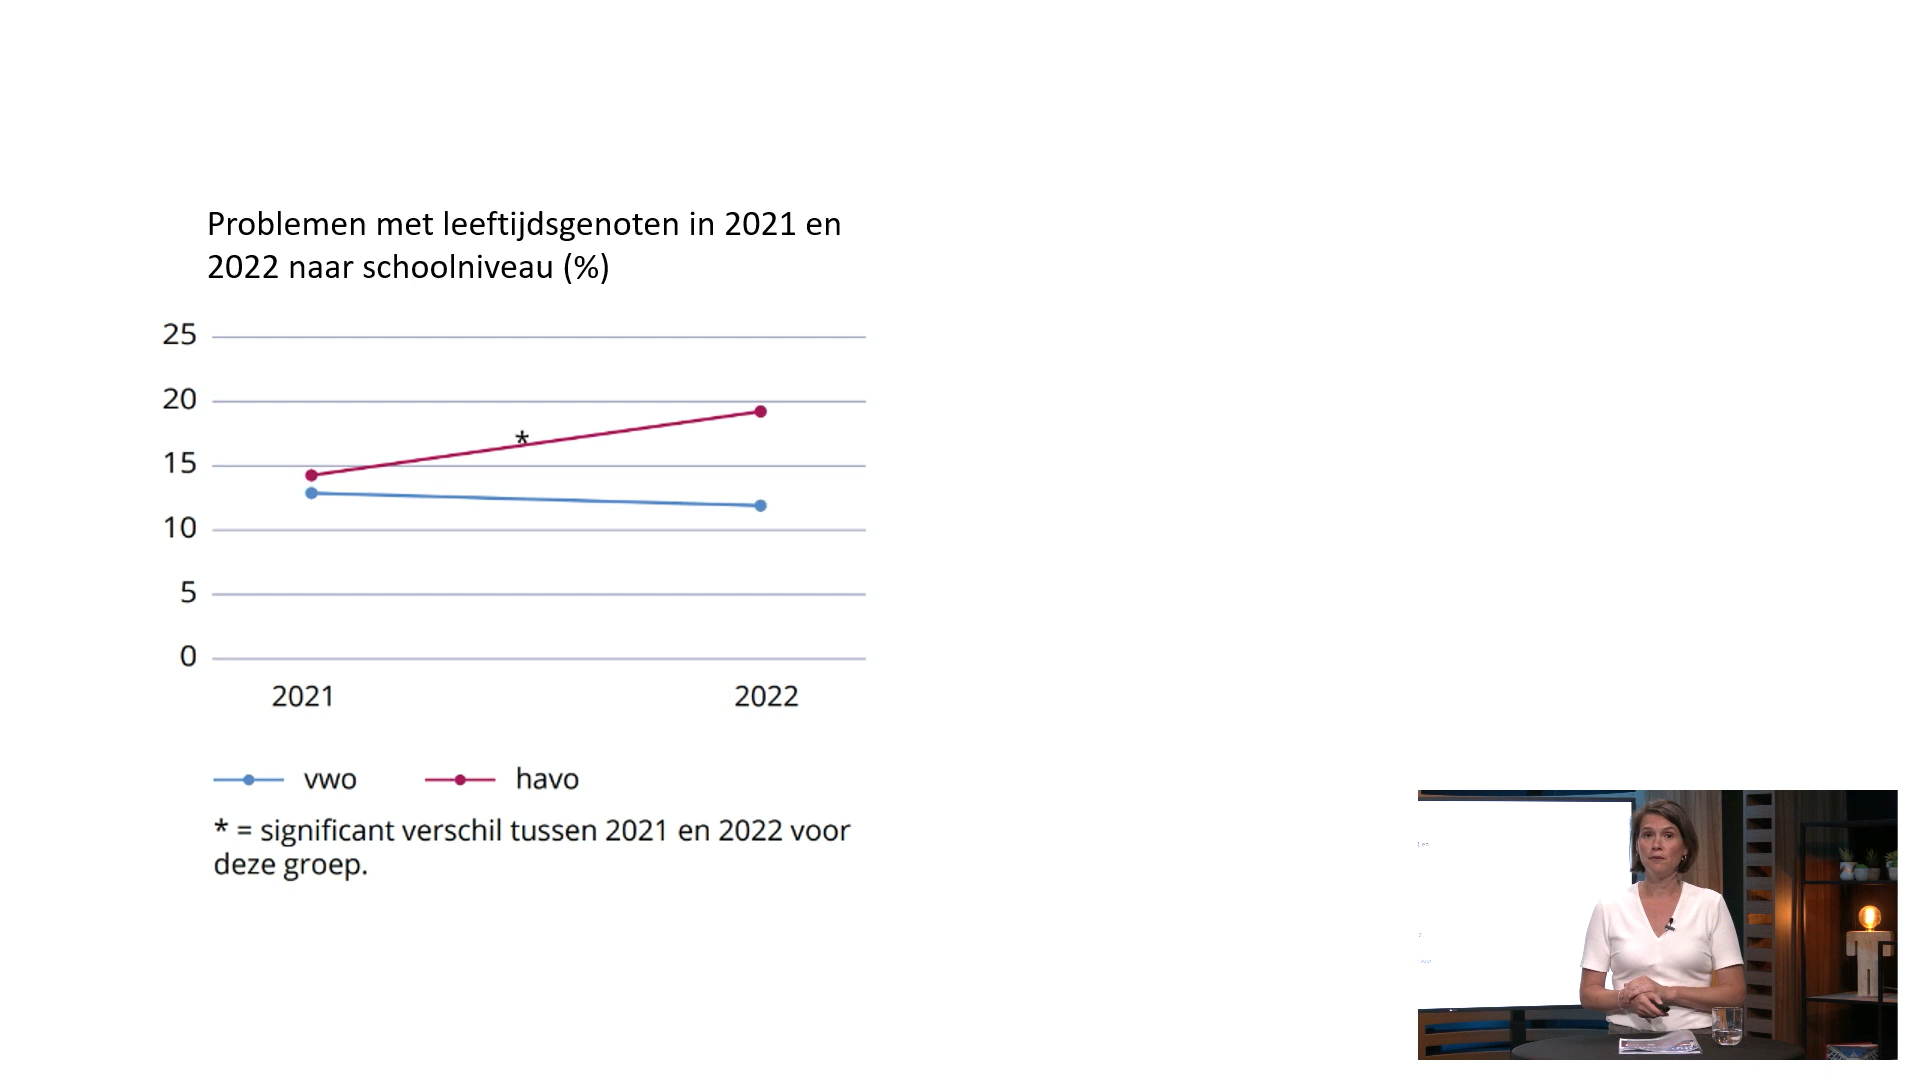 Problemen met leeftijdsgenoten in 2021 en
2022 naar schoolniveau (%)
25
20
*
15
10
5
0
2021 2022
vwo havo
* = significant verschil tussen 2021 en 2022 voor
deze groep.